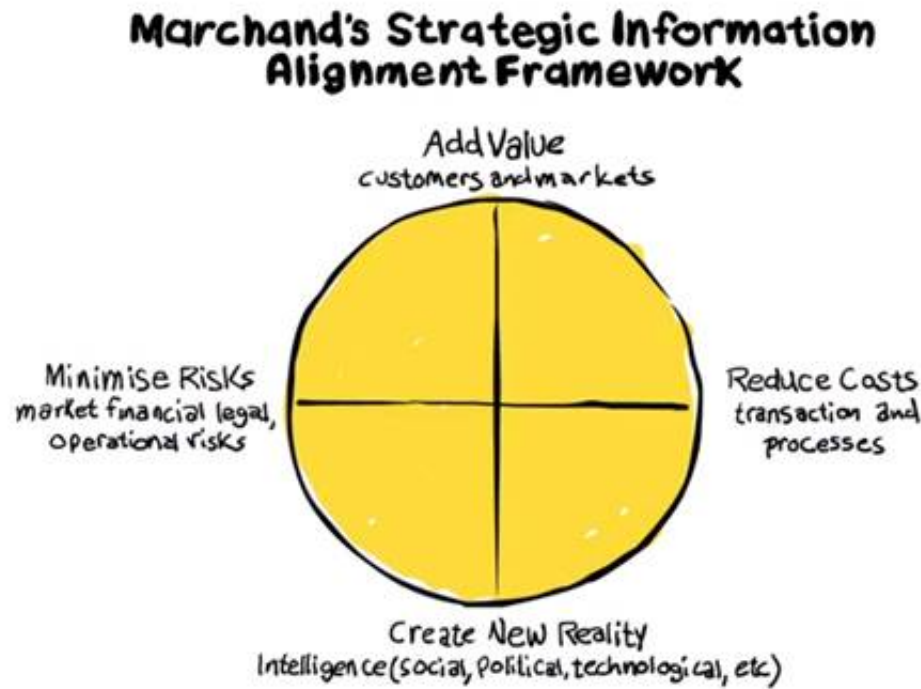 Marchand's Strategic Information
Alignment Framework
Add Value
customers and markets
Minimise Risks
market financial legal,
operational risks
Reduce Costs
transaction and
processes
Create New Reality
Intelligence (social, political, technological, etc)